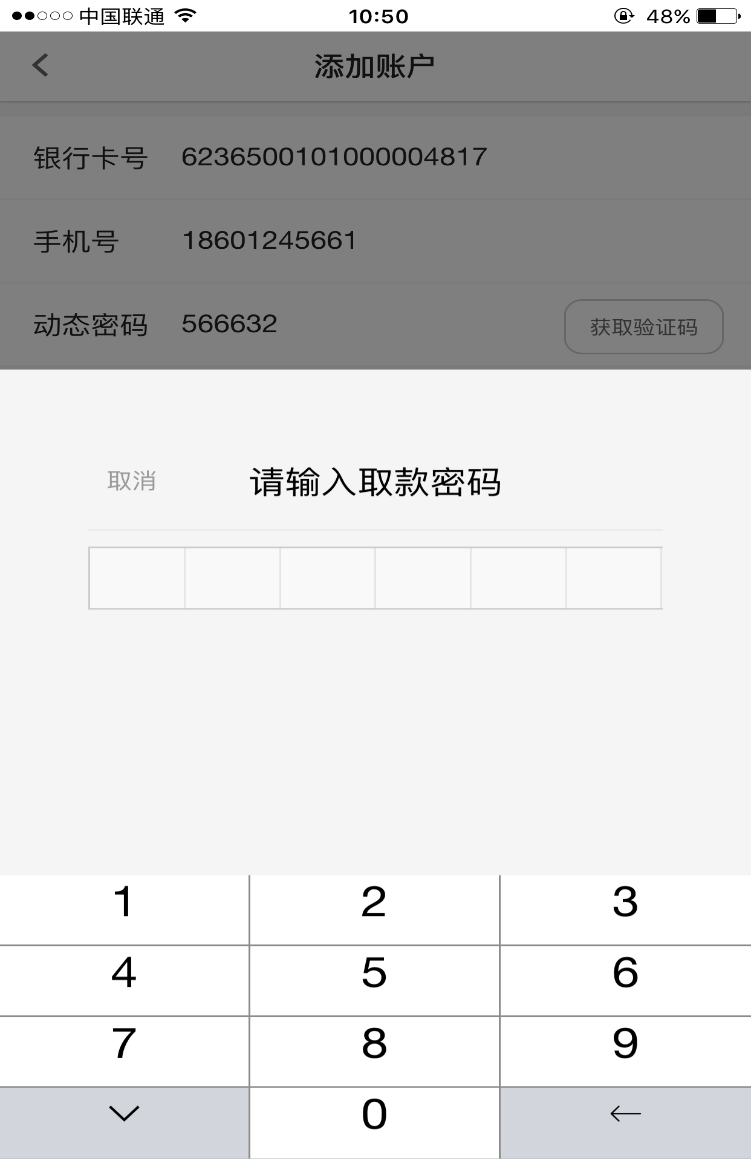 中国联通 10:50 48%
添加账户
银行卡号 6236500101000004817
手机号 18601245661
动态密码 566632 获取验证码
取消 请输入取款密码
1 2 3
4 5 6
7 8 9
0